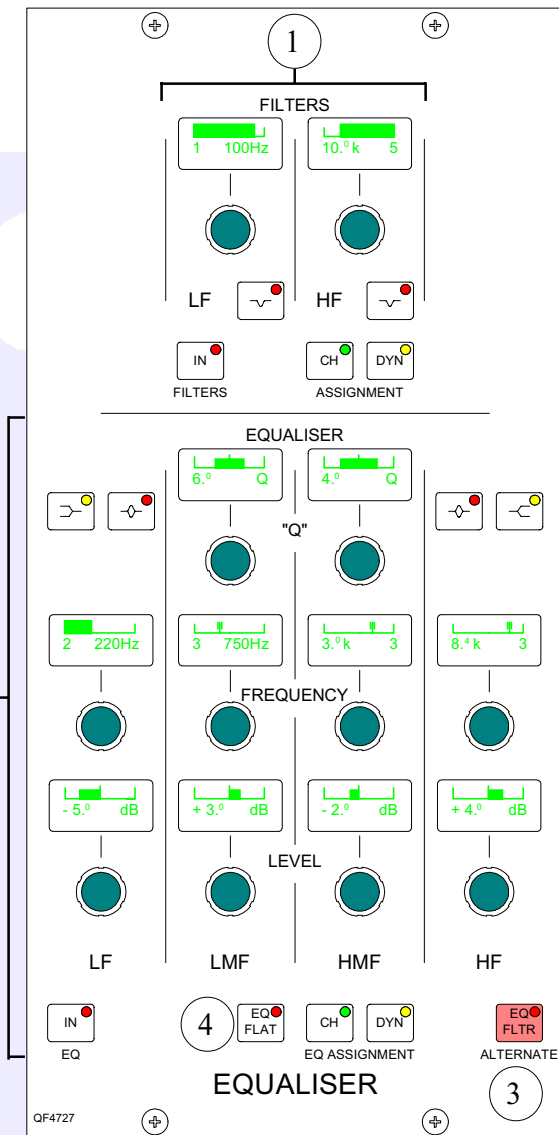 1
FILTERS
1 100Hz
10.⁰ k 5
LF
HF
IN
CH
DYN
FILTERS
ASSIGNMENT
EQUALISER
6.⁰ Q
4.⁰ Q
"Q"
2 220Hz
3 750Hz
3.⁰ k 3
8.⁴ k 3
FREQUENCY
- 5.⁰ dB
+ 3.⁰ dB
- 2.⁰ dB
+ 4.⁰ dB
LEVEL
LF
LMF
HMF
HF
IN
4
EQ
FLAT
CH
DYN
EQ
FLTR
EQ
EQ ASSIGNMENT
ALTERNATE
EQUALISER
3
QF4727